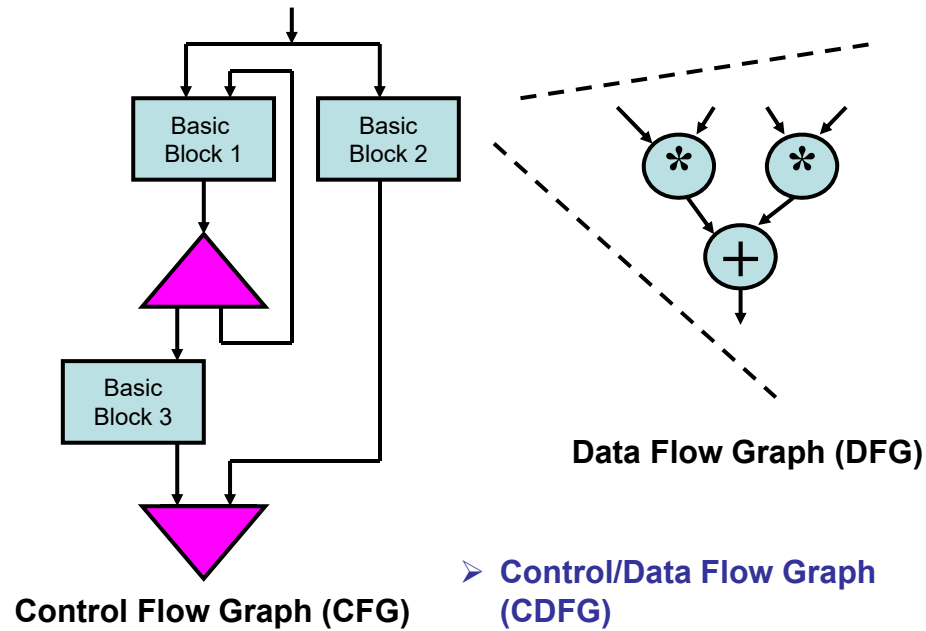 Basic
Block 1
Basic
Block 2
*
*
+
Basic
Block 3
Data Flow Graph (DFG)
➢ Control/Data Flow Graph
(CDFG)
Control Flow Graph (CFG)